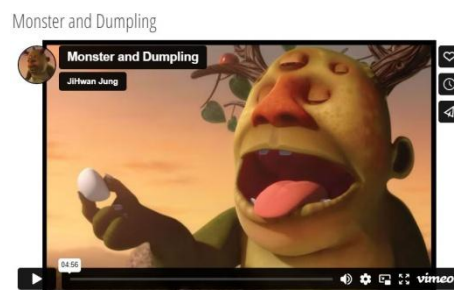 Monster and Dumpling
Monster and Dumpling
JiHwan Jung
04:56
vimeo